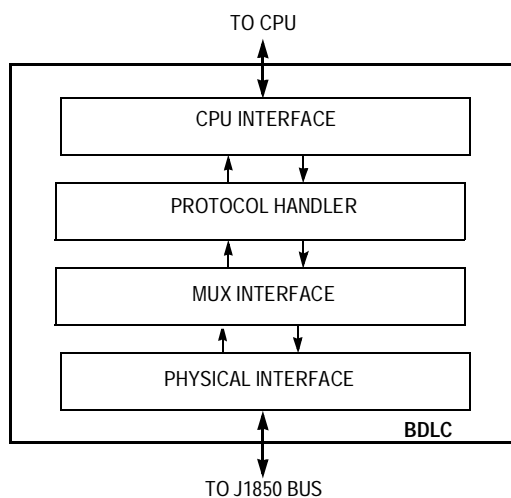 TO CPU
CPU INTERFACE
PROTOCOL HANDLER
MUX INTERFACE
PHYSICAL INTERFACE
BDLC
TO J1850 BUS